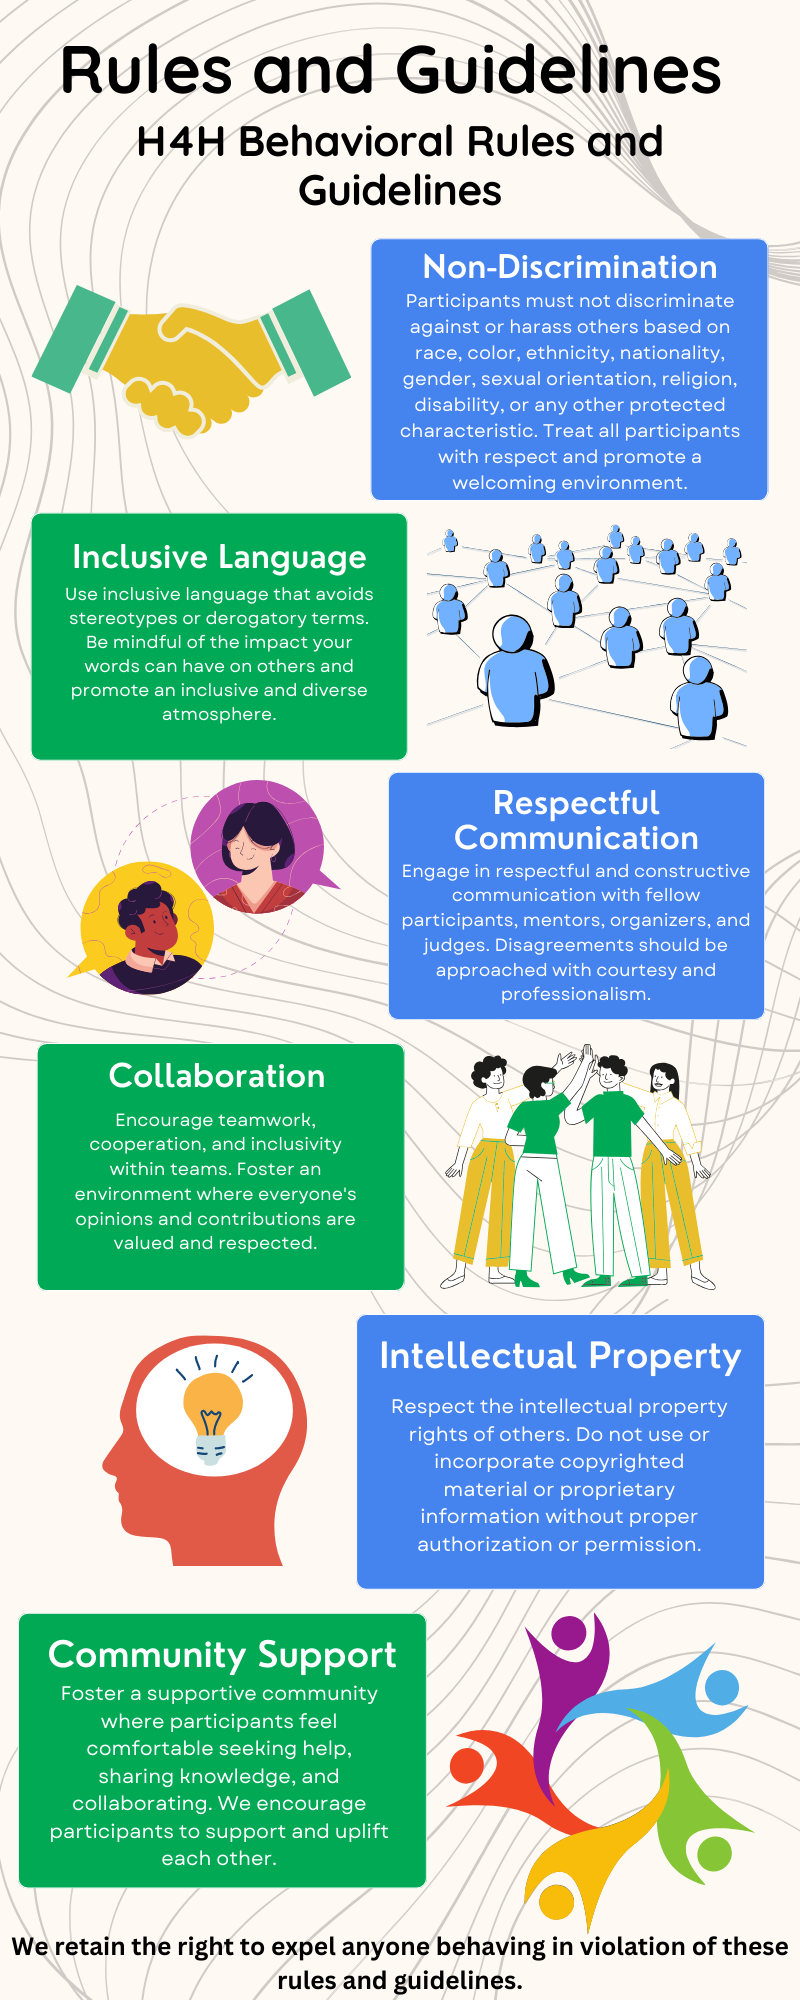 Rules and Guidelines
H4H Behavioral Rules and
Guidelines
Non-Discrimination
Participants must not discriminate
against or harass others based on
race, color, ethnicity, nationality,
gender, sexual orientation, religion,
disability, or any other protected
characteristic. Treat all participants
with respect and promote a
welcoming environment.
Inclusive Language
Use inclusive language that avoids
stereotypes or derogatory terms.
Be mindful of the impact your
words can have on others and
promote an inclusive and diverse
atmosphere.
Respectful
Communication
Engage in respectful and constructive
communication with fellow
participants, mentors, organizers, and
judges. Disagreements should be
approached with courtesy and
professionalism.
Collaboration
Encourage teamwork,
cooperation, and inclusivity
within teams. Foster an
environment where everyone's
opinions and contributions are
valued and respected.
Intellectual Property
Respect the intellectual property
rights of others. Do not use or
incorporate copyrighted
material or proprietary
information without proper
authorization or permission.
Community Support
Foster a supportive community
where participants feel
comfortable seeking help,
sharing knowledge, and
collaborating. We encourage
participants to support and uplift
each other.
We retain the right to expel anyone behaving in violation of these
rules and guidelines.